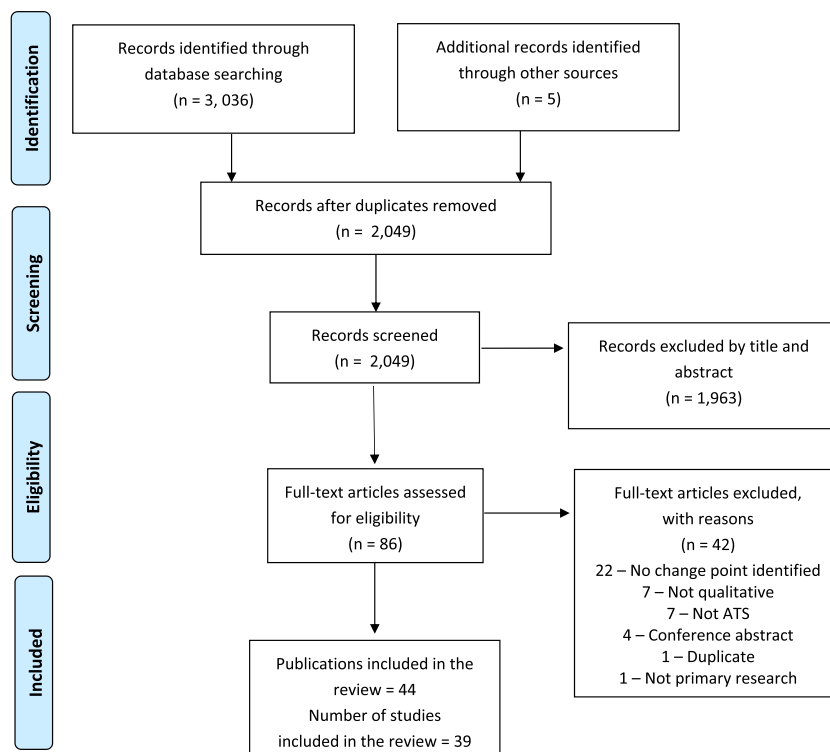 Identification
Records identified through
database searching
(n = 3, 036)
Additional records identified
through other sources
(n = 5)
Records after duplicates removed
(n = 2,049)
Screening
Records screened
(n = 2,049)
Records excluded by title and
abstract
(n = 1,963)
Eligibility
Full-text articles assessed
for eligibility
(n = 86)
Full-text articles excluded,
with reasons
(n = 42)
22 – No change point identified
7 – Not qualitative
7 – Not ATS
4 – Conference abstract
1 – Duplicate
1 – Not primary research
Included
Publications included in the
review = 44
Number of studies
included in the review = 39